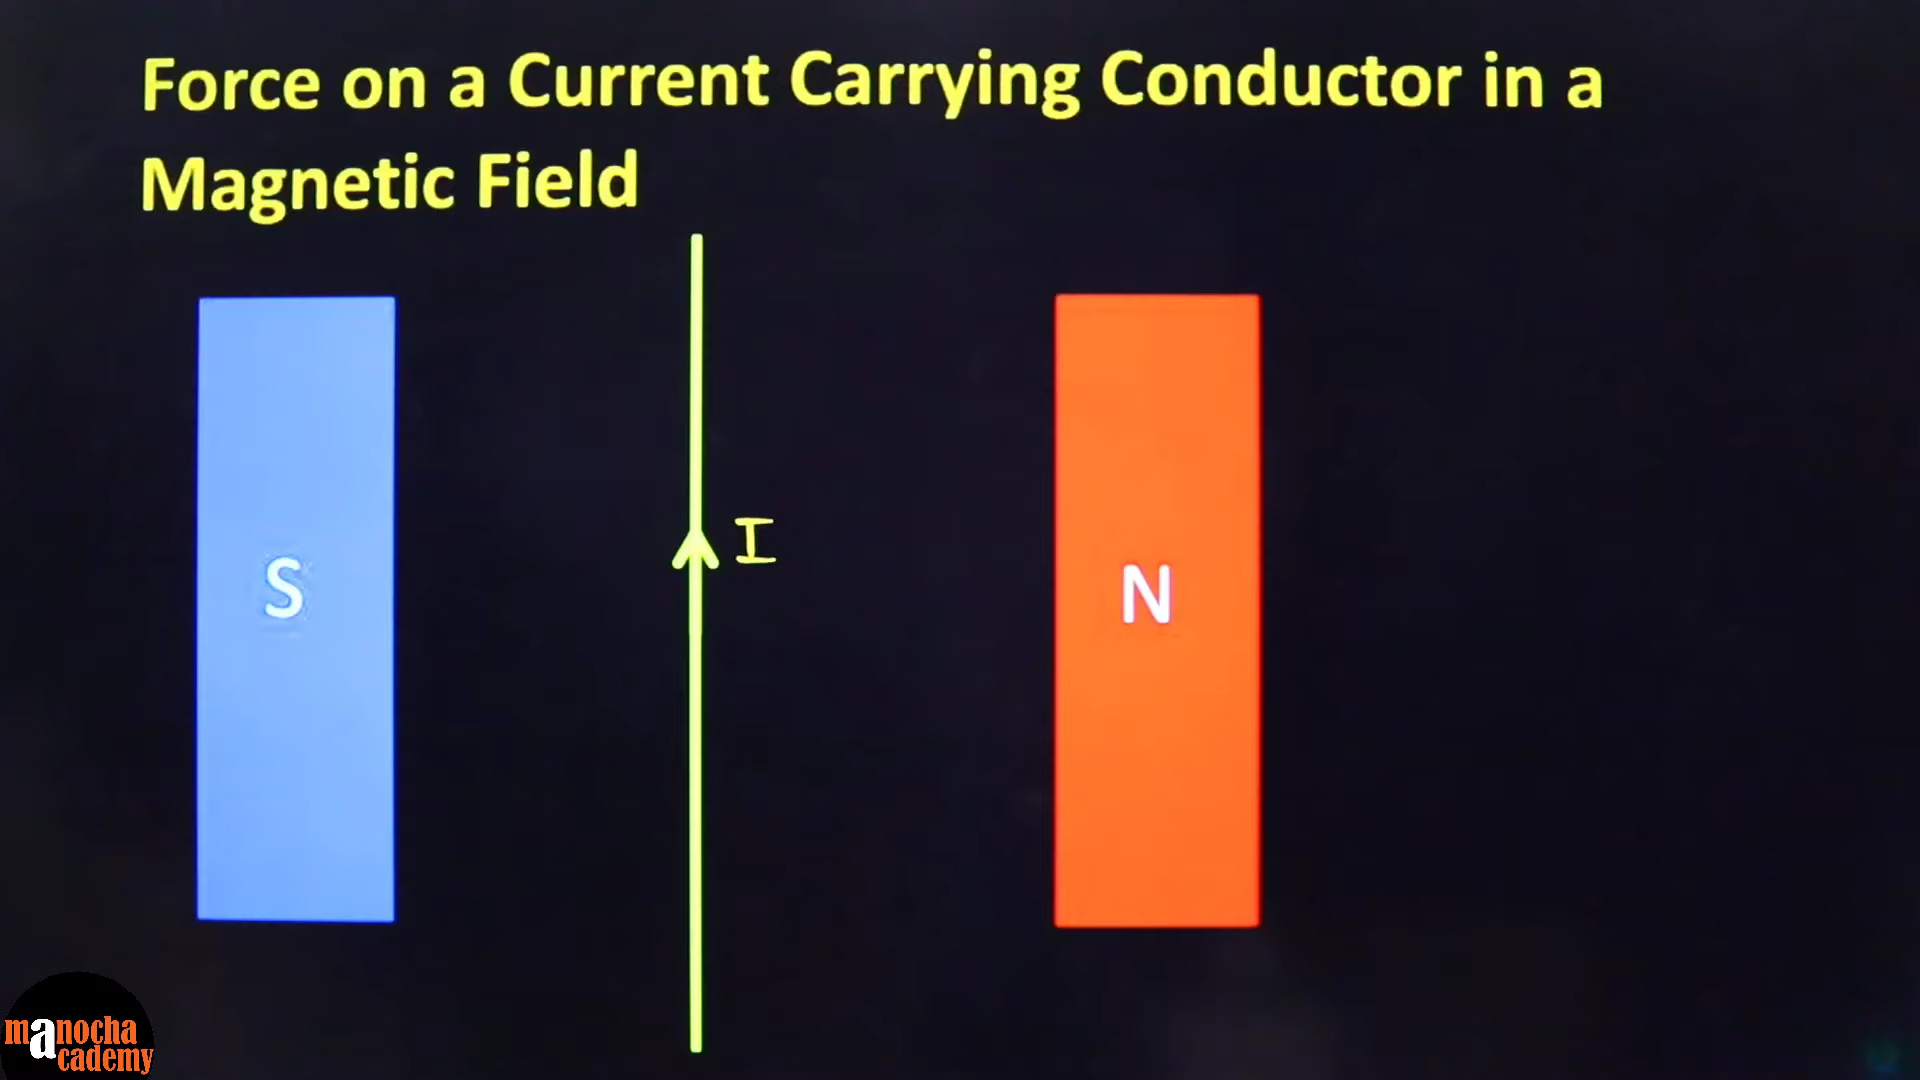 Force on a Current Carrying Conductor in a
Magnetic Field
I
S
N
manocha
academy